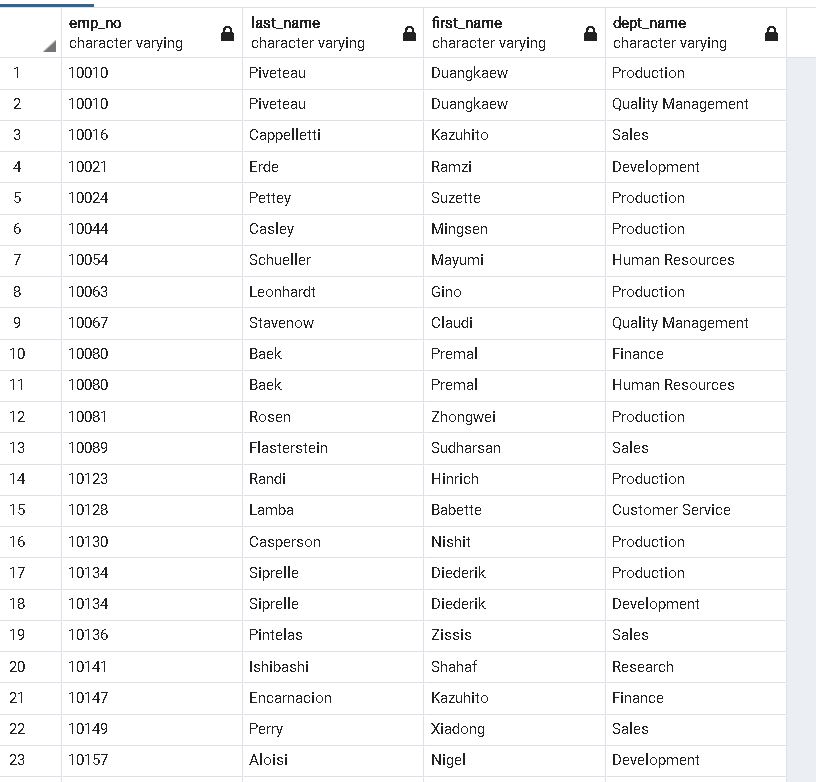 emp_no last_name first_name dept_name
character varying character varying character varying character varying
1 10010 Piveteau Duangkaew Production
2 10010 Piveteau Duangkaew Quality Management
3 10016 Cappelletti Kazuhito Sales
4 10021 Erde Ramzi Development
5 10024 Pettey Suzette Production
6 10044 Casley Mingsen Production
7 10054 Schueller Mayumi Human Resources
8 10063 Leonhardt Gino Production
9 10067 Stavenow Claudi Quality Management
10 10080 Baek Premal Finance
11 10080 Baek Premal Human Resources
12 10081 Rosen Zhongwei Production
13 10089 Flasterstein Sudharsan Sales
14 10123 Randi Hinrich Production
15 10128 Lamba Babette Customer Service
16 10130 Casperson Nishit Production
17 10134 Siprelle Diederik Production
18 10134 Siprelle Diederik Development
19 10136 Pintelas Zissis Sales
20 10141 Ishibashi Shahaf Research
21 10147 Encarnacion Kazuhito Finance
22 10149 Perry Xiadong Sales
23 10157 Aloisi Nigel Development